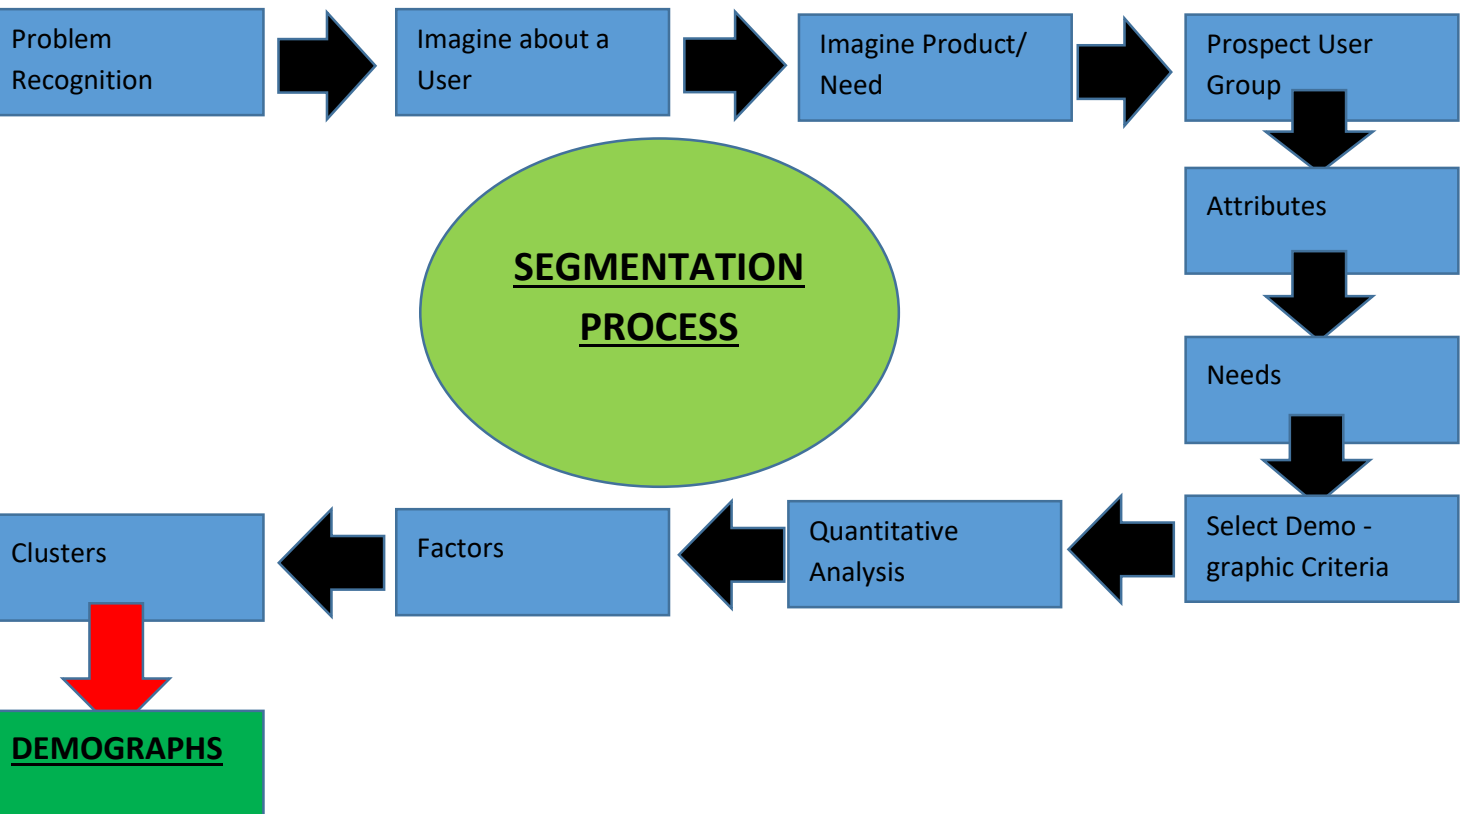 Problem
Recognition
Imagine about a
User
Imagine Product/
Need
Prospect User
Group
Attributes
Needs
Select Demo -
graphic Criteria
Quantitative
Analysis
Factors
Clusters
DEMOGRAPHS
SEGMENTATION
PROCESS